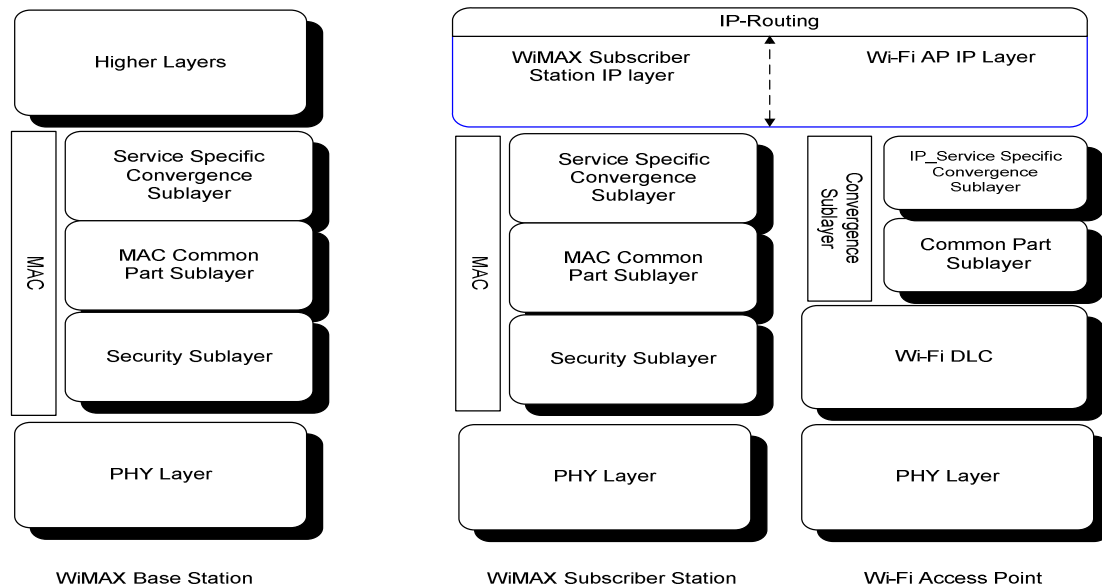 Higher Layers
MAC
Service Specific
Convergence
Sublayer
MAC Common
Part Sublayer
Security Sublayer
PHY Layer
WiMAX Base Station
IP-Routing
WiMAX Subscriber
Station IP layer
Wi-Fi AP IP Layer
MAC
Service Specific
Convergence
Sublayer
MAC Common
Part Sublayer
Security Sublayer
PHY Layer
WiMAX Subscriber Station
Convergence
Sublayer
IP_Service Specific
Convergence
Sublayer
Common Part
Sublayer
Wi-Fi DLC
PHY Layer
Wi-Fi Access Point